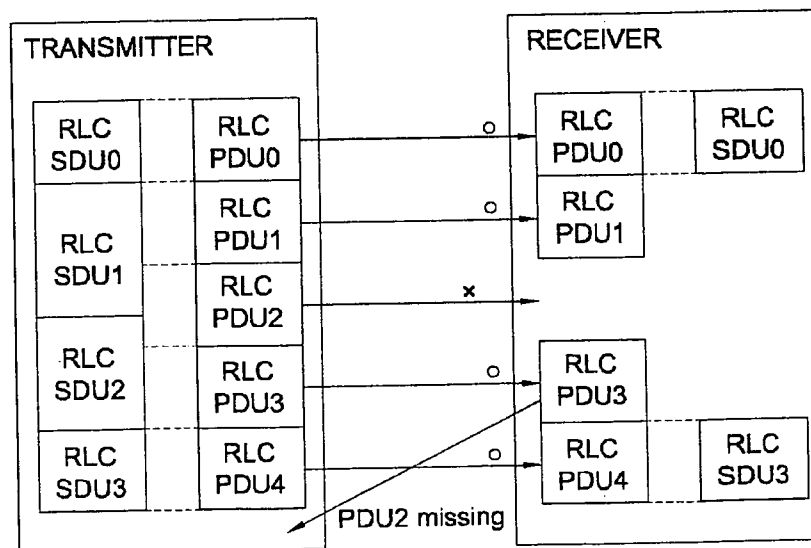 TRANSMITTER
RLC
SDU0
RLC
SDU1
RLC
SDU2
RLC
SDU3
RLC
PDU0
RLC
PDU1
RLC
PDU2
RLC
PDU3
RLC
PDU4
PDU2 missing
RECEIVER
RLC
PDU0
RLC
PDU1
RLC
PDU3
RLC
PDU4
RLC
SDU0
RLC
SDU3